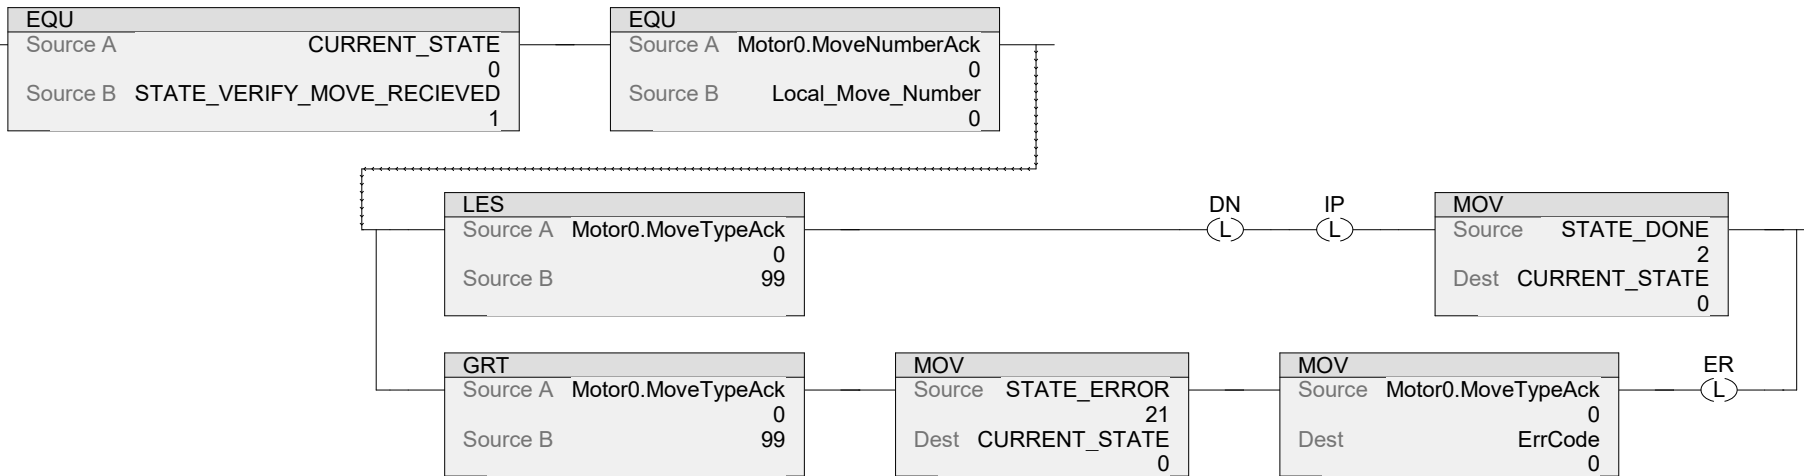 EQU
Source A CURRENT_STATE
0
Source B STATE_VERIFY_MOVE_RECIEVED
1
EQU
Source A Motor0.MoveNumberAck
0
Source B Local_Move_Number
0
LES
Source A Motor0.MoveTypeAck
0
Source B 99
DN
L
IP
L
MOV
Source STATE_DONE
2
Dest CURRENT_STATE
0
GRT
Source A Motor0.MoveTypeAck
0
Source B 99
MOV
Source STATE_ERROR
21
Dest CURRENT_STATE
0
MOV
Source Motor0.MoveTypeAck
0
Dest ErrCode
0
ER
L